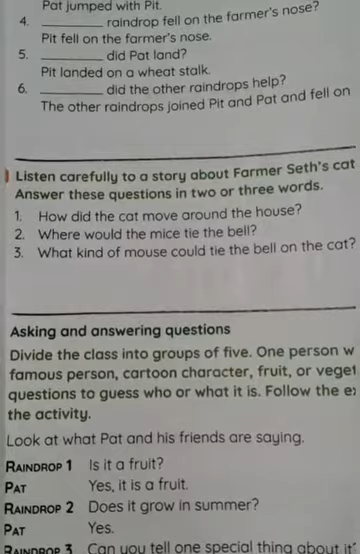 Pat jumped with Pit.
4. ________ raindrop fell on the farmer's nose?
Pit fell on the farmer's nose.
5. ________ did Pat land?
Pit landed on a wheat stalk.
6. ________ did the other raindrops help?
The other raindrops joined Pit and Pat and fell on
Listen carefully to a story about Farmer Seth's cat
Answer these questions in two or three words.
1. How did the cat move around the house?
2. Where would the mice tie the bell?
3. What kind of mouse could tie the bell on the cat?
Asking and answering questions
Divide the class into groups of five. One person w
famous person, cartoon character, fruit, or veget
questions to guess who or what it is. Follow the ex
the activity.
Look at what Pat and his friends are saying.
RAINDROP 1 Is it a fruit?
PAT Yes, it is a fruit.
RAINDROP 2 Does it grow in summer?
PAT Yes.
RAINDROP 3 Can you tell one special thing about it?